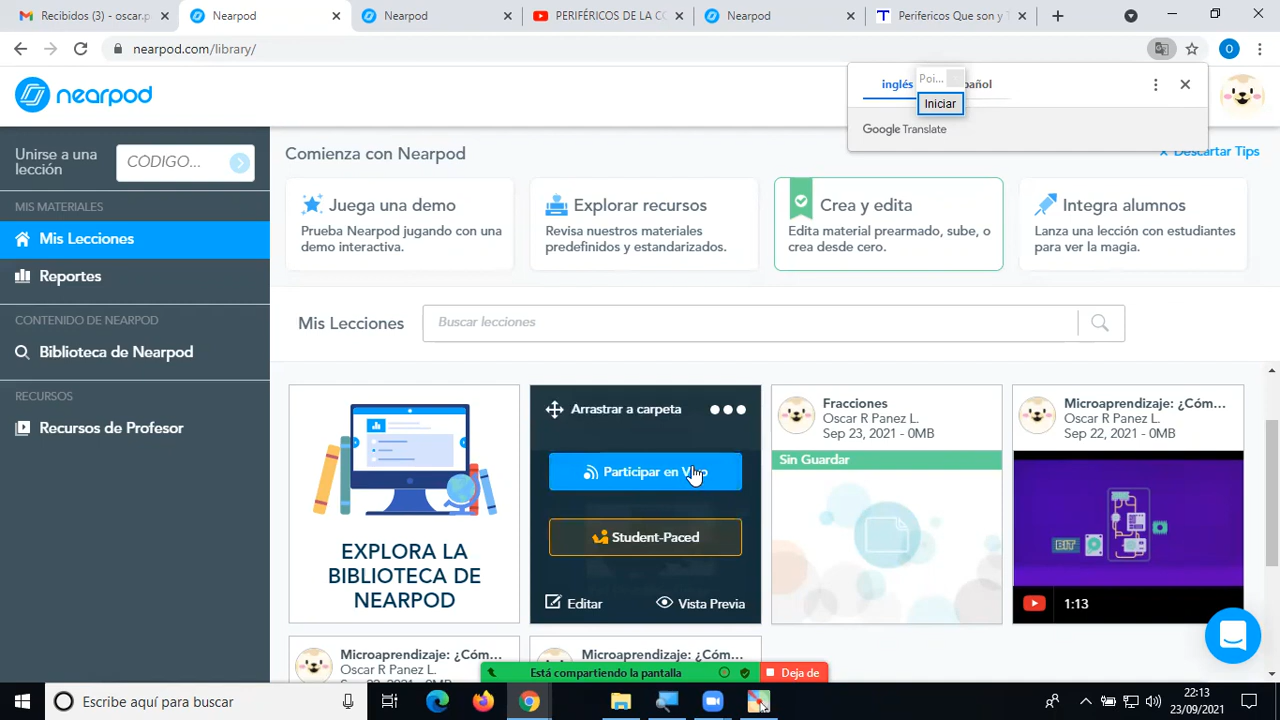 Recibidos (3) - oscar.p
Nearpod
Nearpod
PERIFÉRICOS DE LA CO
Nearpod
Perifericos Que son y T
nearpod.com/library/
O
nearpod
inglés
Poi...
pañol
Iniciar
Google Translate
Unirse a una
lección
CODIGO...
MIS MATERIALES
Mis Lecciones
Reportes
CONTENIDO DE NEARPOD
Biblioteca de Nearpod
RECURSOS
Recursos de Profesor
Comienza con Nearpod
× Descartar Tips
Juega una demo
Prueba Nearpod jugando con una
demo interactiva.
Explorar recursos
Revisa nuestros materiales
predefinidos y estandarizados.
Crea y edita
Edita material prearmado, sube, o
crea desde cero.
Integra alumnos
Lanza una lección con estudiantes
para ver la magia.
Mis Lecciones
Buscar lecciones
EXPLORA LA
BIBLIOTECA DE
NEARPOD
Arrastrar a carpeta
Participar en Vivo
Student-Paced
Editar
Vista Previa
Fracciones
Oscar R Panez L.
Sep 23, 2021 - 0MB
Sin Guardar
Microaprendizaje: ¿Cóm...
Oscar R Panez L.
Sep 22, 2021 - 0MB
BIT
1:13
Microaprendizaje: ¿Cóm...
Oscar R Panez L.
Microaprendizaje: ¿Cóm...
Está compartiendo la pantalla
Deja de
Escribe aquí para buscar
22:13
23/09/2021